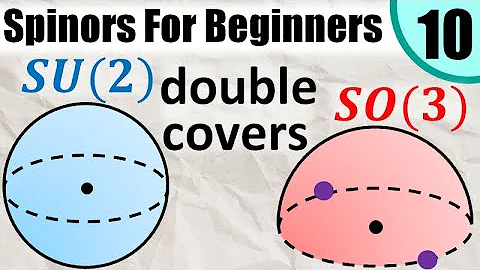 Spinors For Beginners
10
SU(2) double covers SO(3)